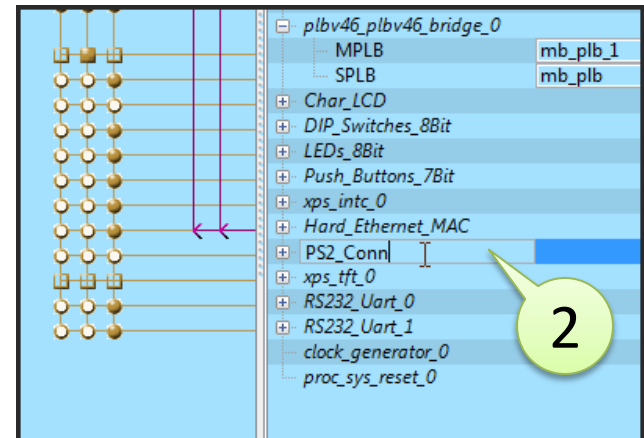 plbv46_plbv46_bridge_0
MPLB mb_plb_1
SPLB mb_plb
Char_LCD
DIP_Switches_8Bit
LEDs_8Bit
Push_Buttons_7Bit
xps_intc_0
Hard_Ethernet_MAC
PS2_Conn
xps_tft_0
RS232_Uart_0
RS232_Uart_1
clock_generator_0
proc_sys_reset_0
2